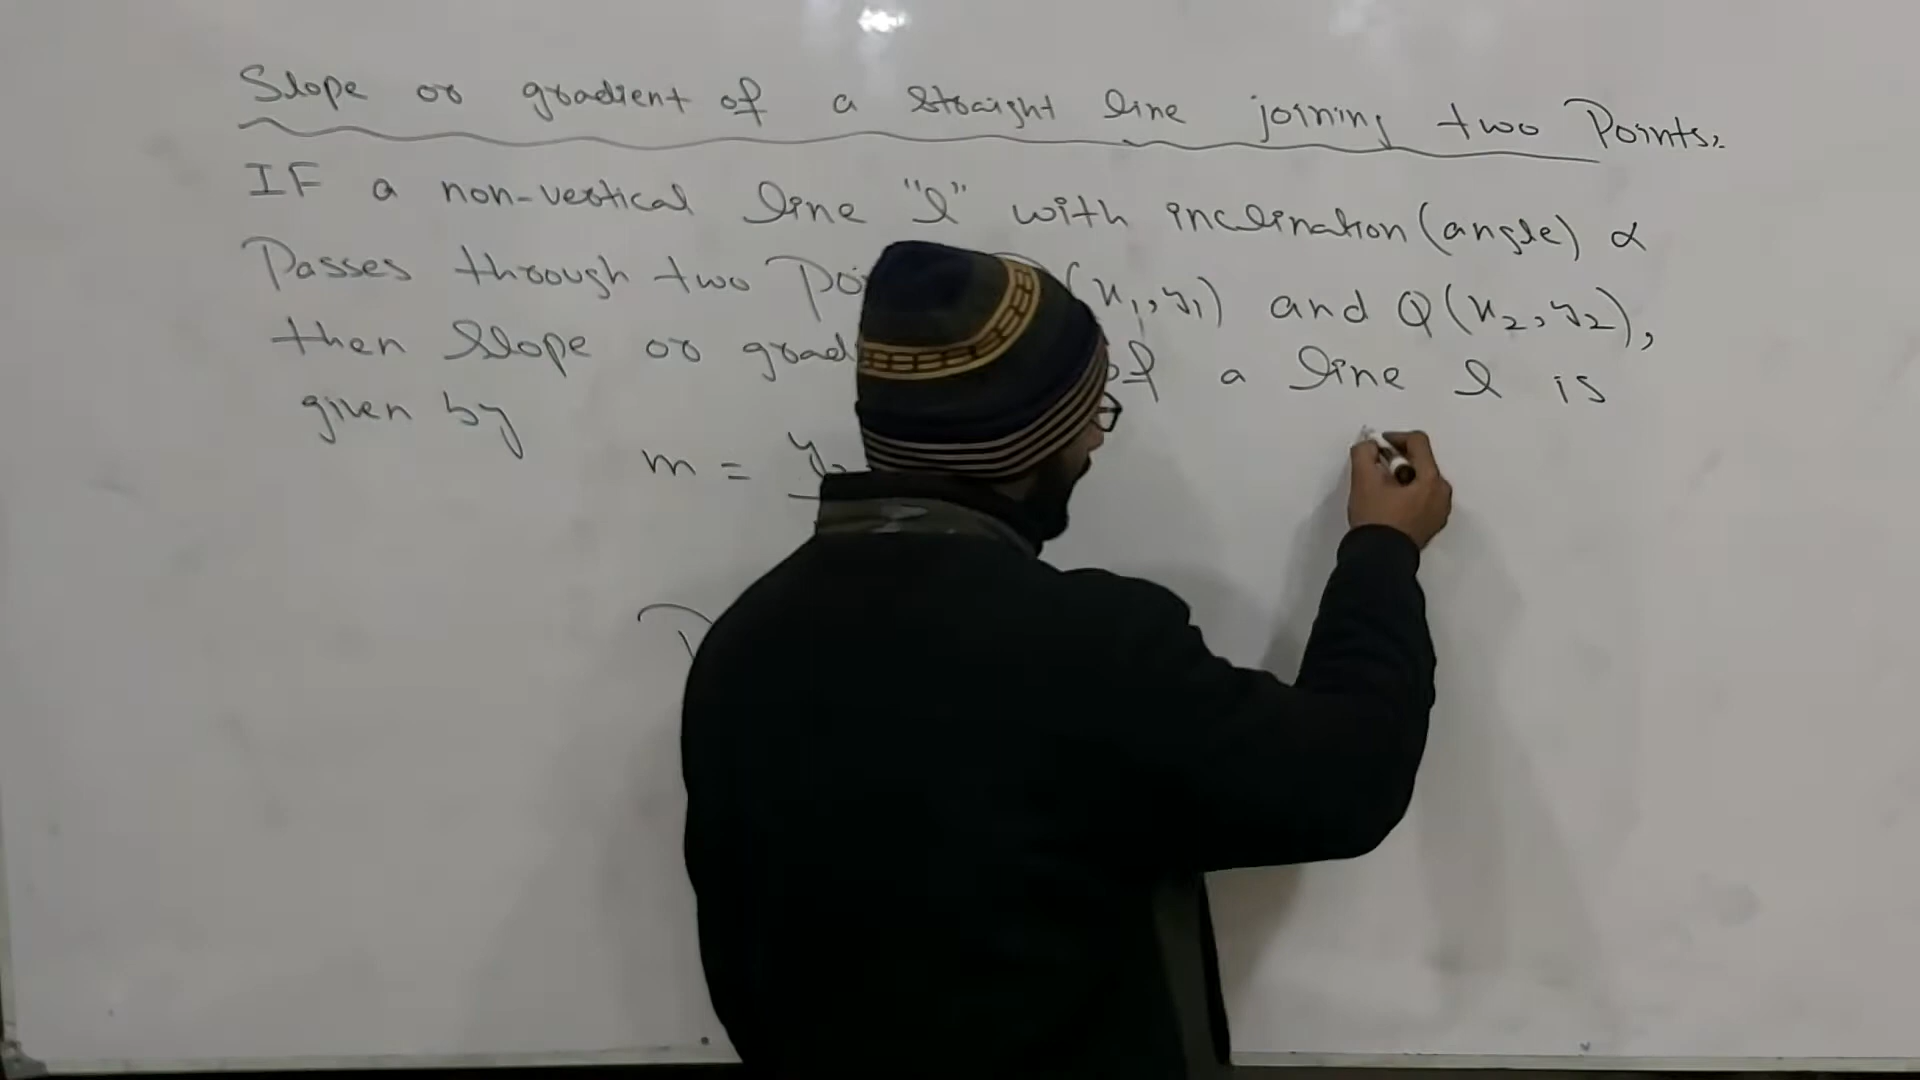 Slope or gradient of a straight line joining two Points.
IF a non-vertical line "l" with inclination (angle) α
Passes through two (x₁,y₁) and Q(x₂,y₂),
then slope or of a line l is
given by
m = y₂